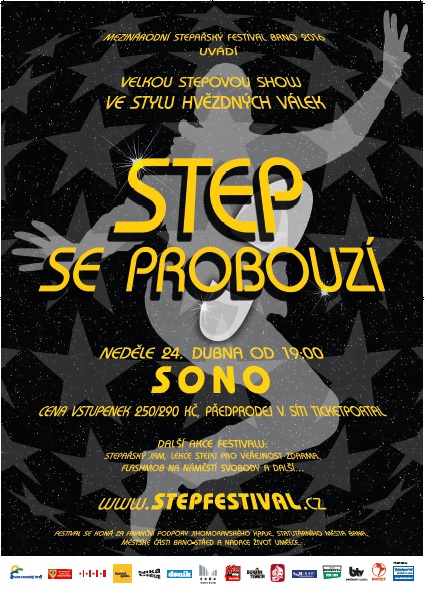 MEZINÁRODNÍ STEPAŘSKÝ FESTIVAL BRNO 2016
UVÁDÍ
VELKOU STEPOVOU SHOW
VE STYLU HVĚZDNÝCH VÁLEK
STEP
SE PROBOUZÍ
NEDĚLE 24. DUBNA OD 19:00
SONO
CENA VSTUPENEK 250/290 KČ, PŘEDPRODEJ V SÍTI TICKETPORTAL
DALŠÍ AKCE FESTIVALU:
STEPAŘSKÝ JAM, LEKCE STEPU PRO VEŘEJNOST ZDARMA,
FLASHMOB NA NÁMĚSTÍ SVOBODY A DALŠÍ...
WWW.STEPFESTIVAL.CZ
FESTIVAL SE KONÁ ZA FINANČNÍ PODPORY JIHOMORAVSKÉHO KRAJE, STATUTÁRNÍHO MĚSTA BRNA,
MĚSTSKÉ ČÁSTI BRNO-STŘED A NADACE ŽIVOT UMĚLCE...
deník
SONO
btv